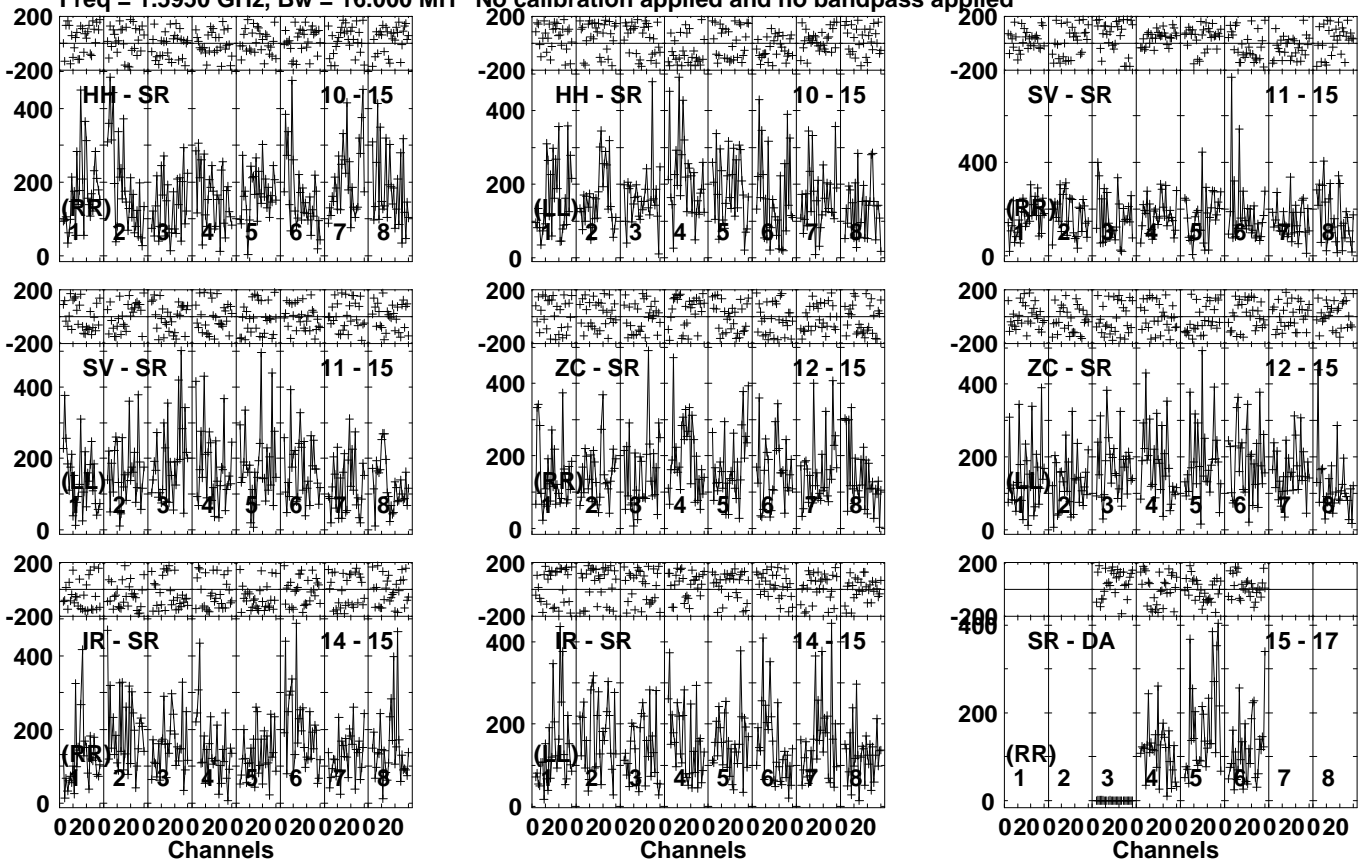 Freq = 1.5950 GHz, Bw = 16.000 MH No calibration applied and no bandpass applied
200 200 200
-200 -200 -200
HH - SR 10 - 15 HH - SR 10 - 15 SV - SR 11 - 15
400 400 400
200 200 200
(RR) (LL) (RR)
1 2 3 4 5 6 7 8 1 2 3 4 5 6 7 8 1 2 3 4 5 6 7 8
0 0 0
200 200 200
-200 -200 -200
SV - SR 11 - 15 ZC - SR 12 - 15 ZC - SR 12 - 15
400 400 400
200 200 200
(LL) (RR) (LL)
1 2 3 4 5 6 7 8 1 2 3 4 5 6 7 8 1 2 3 4 5 6 7 8
0 0 0
200 200 200
-200 -200 -200
400
IR - SR 14 - 15 IR - SR 14 - 15 SR - DA 15 - 17
400 400
200 200 200
(RR) (LL) (RR)
1 2 3 4 5 6 7 8 1 2 3 4 5 6 7 8 1 2 3 4 5 6 7 8
0 0 0
0 20 0 20 0 20 0 20 0 20 0 20 0 20 0 20 0 20 0 20 0 20 0 20 0 20 0 20 0 20 0 20 0 20 0 20 0 20 0 20 0 20 0 20 0 20 0 20
Channels Channels Channels